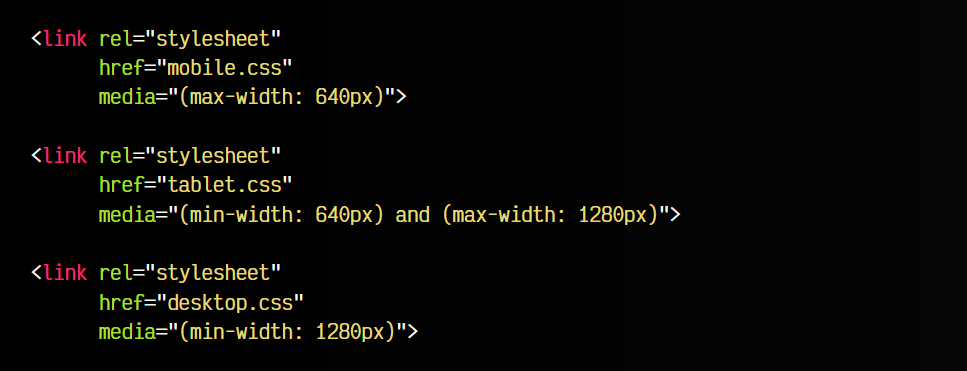 <link rel="stylesheet"
      href="mobile.css"
      media="(max-width: 640px)">

<link rel="stylesheet"
      href="tablet.css"
      media="(min-width: 640px) and (max-width: 1280px)">

<link rel="stylesheet"
      href="desktop.css"
      media="(min-width: 1280px)">